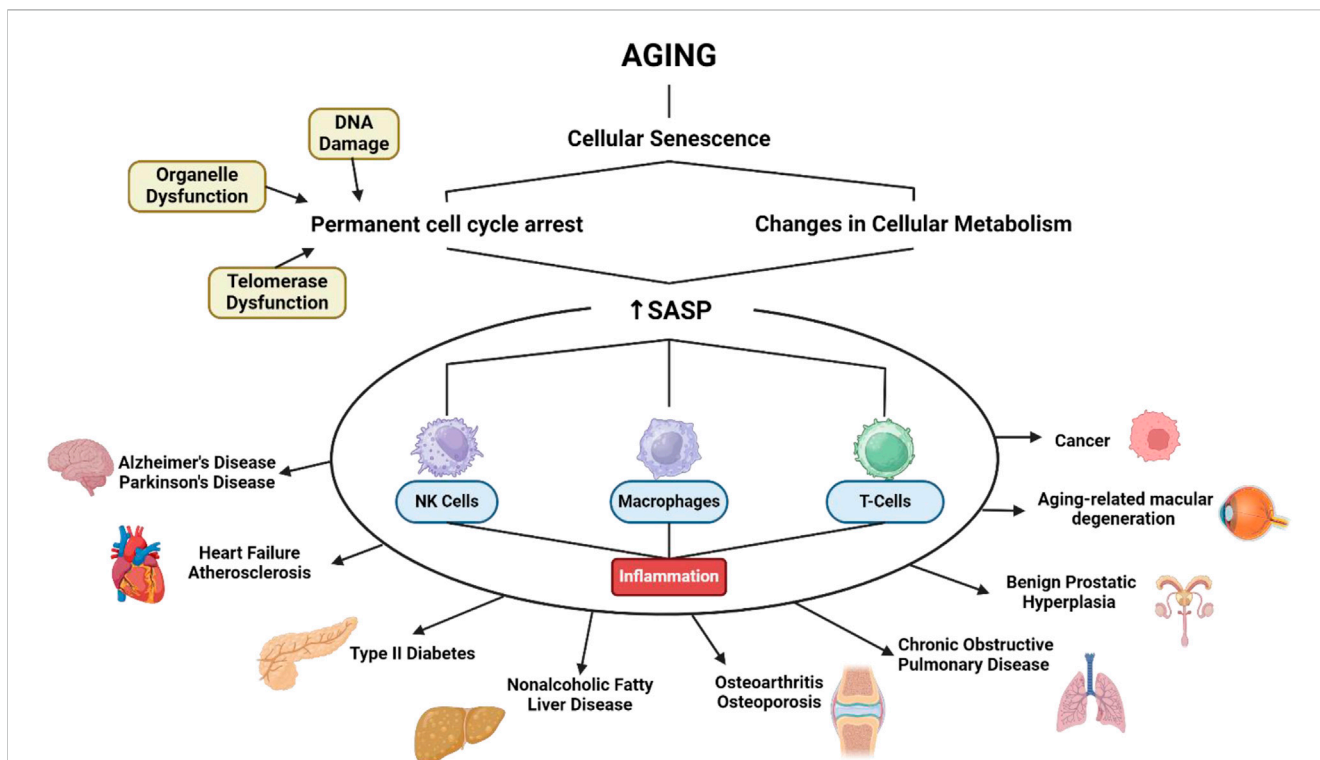 AGING
Cellular Senescence
DNA
Damage
Organelle
Dysfunction
Permanent cell cycle arrest
Changes in Cellular Metabolism
Telomerase
Dysfunction
↑SASP
NK Cells
Macrophages
T-Cells
Inflammation
Alzheimer's Disease
Parkinson's Disease
Heart Failure
Atherosclerosis
Type II Diabetes
Nonalcoholic Fatty
Liver Disease
Osteoarthritis
Osteoporosis
Chronic Obstructive
Pulmonary Disease
Benign Prostatic
Hyperplasia
Aging-related macular
degeneration
Cancer